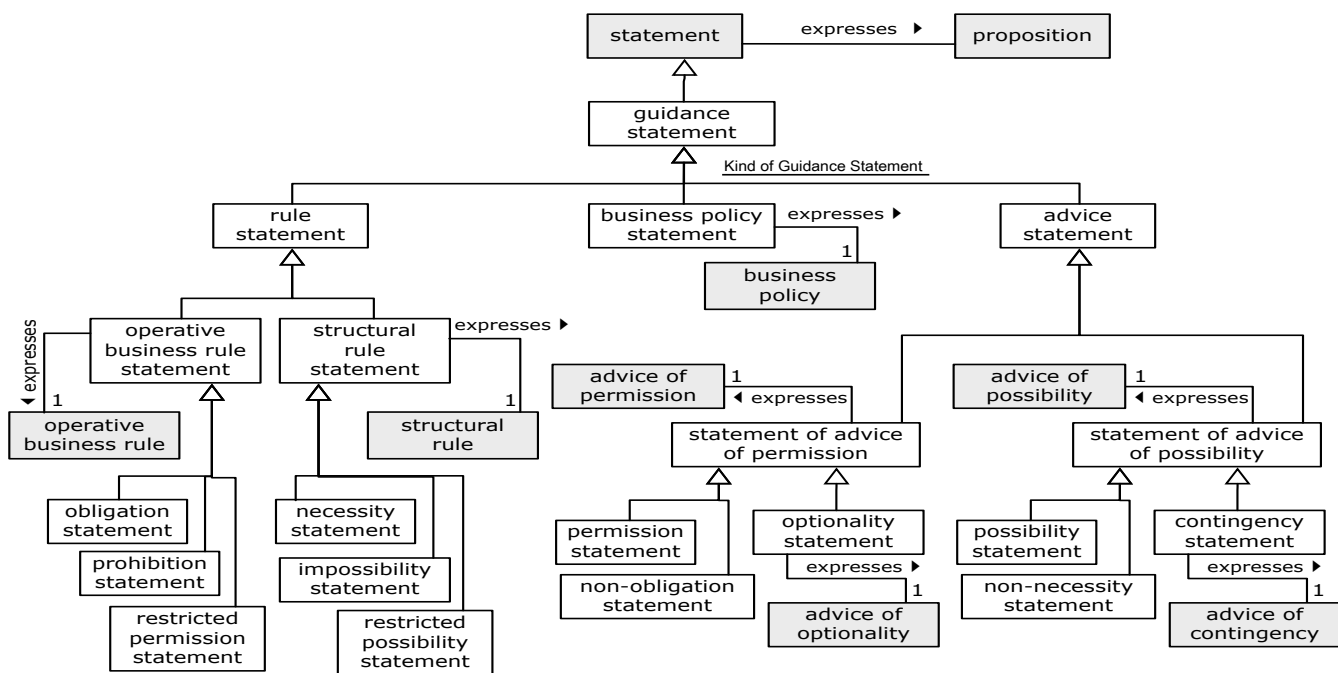 statement
expresses ▶
proposition
guidance
statement
Kind of Guidance Statement
rule
statement
business policy
statement
expresses ▶
1
business
policy
advice
statement
operative
business rule
statement
expresses ▶
1
operative
business rule
structural
rule
statement
expresses ▶
1
structural
rule
obligation
statement
prohibition
statement
restricted
permission
statement
necessity
statement
impossibility
statement
restricted
possibility
statement
advice of
permission
1
◀ expresses
statement of advice
of permission
permission
statement
non-obligation
statement
optionality
statement
expresses ▶
1
advice of
optionality
advice of
possibility
1
◀ expresses
statement of advice
of possibility
possibility
statement
non-necessity
statement
contingency
statement
expresses ▶
1
advice of
contingency